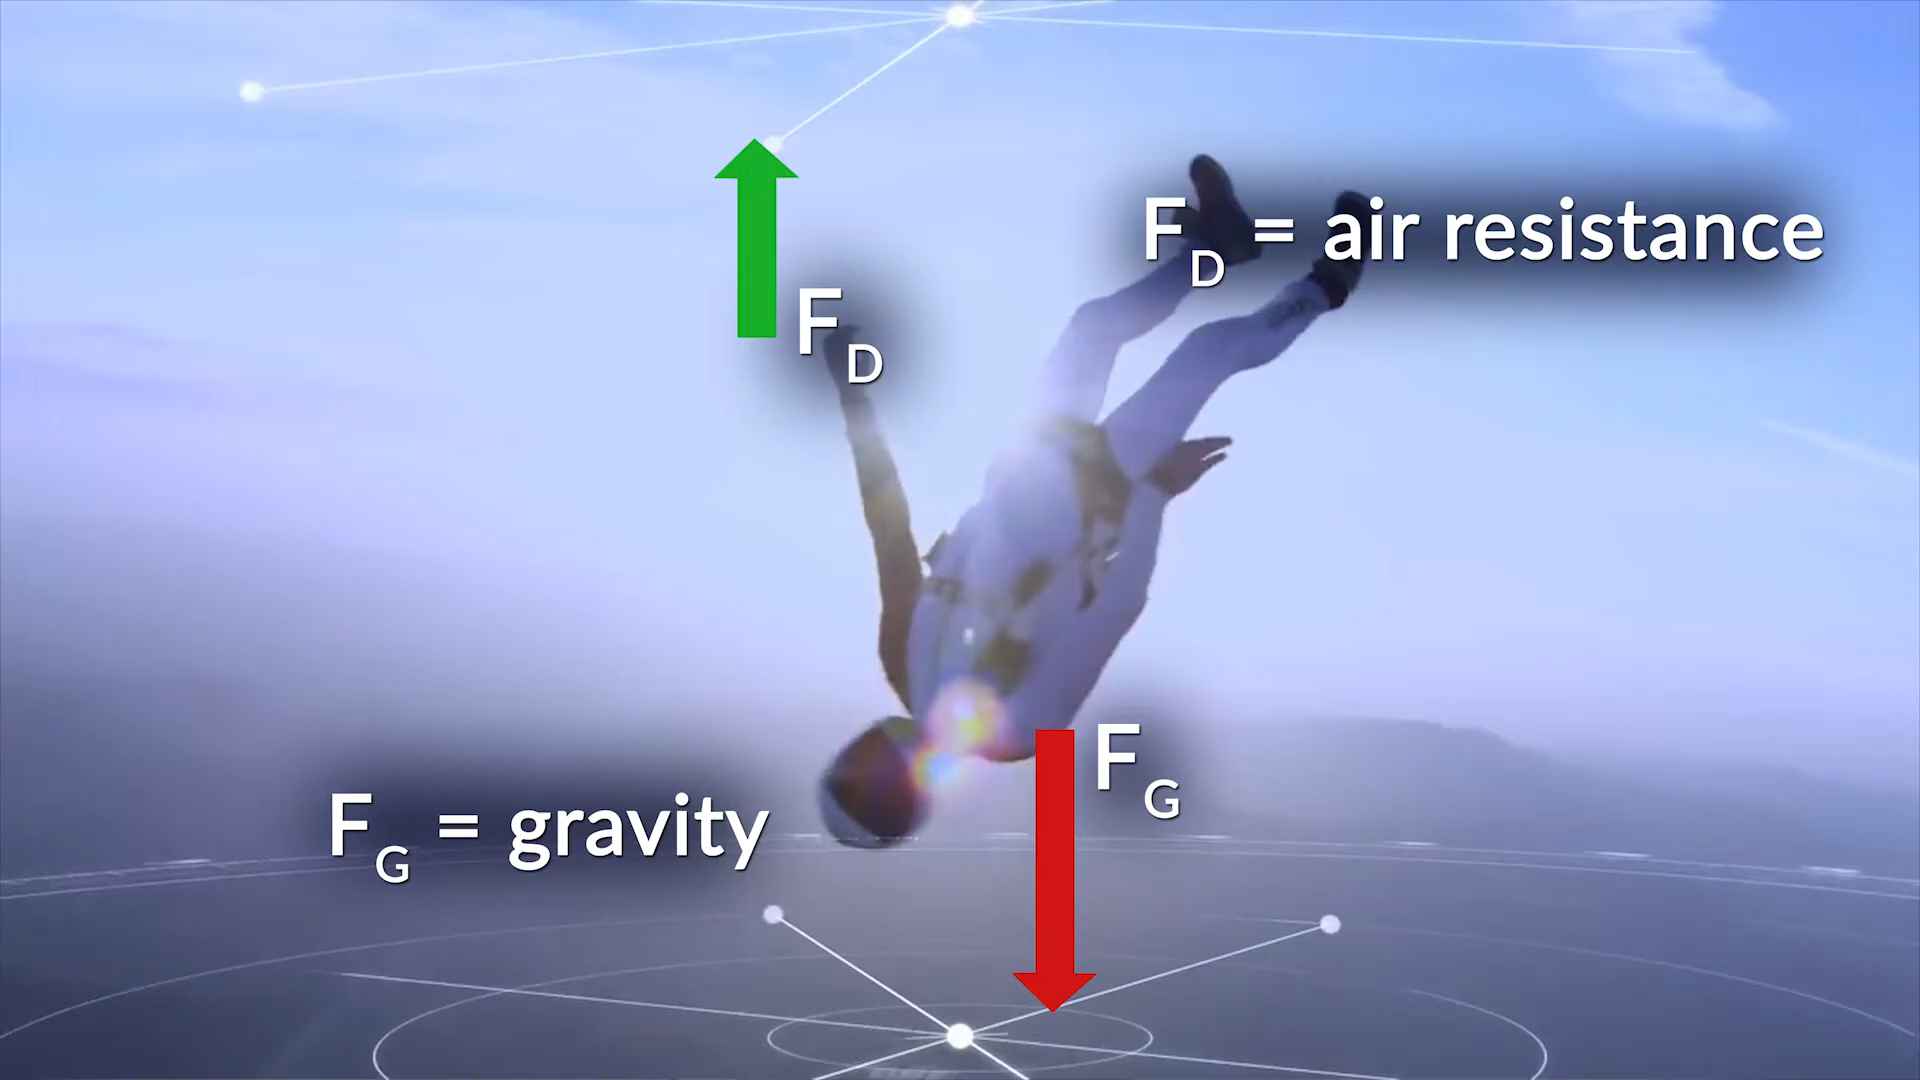 F_D = air resistance
F_D
F_G
F_G = gravity